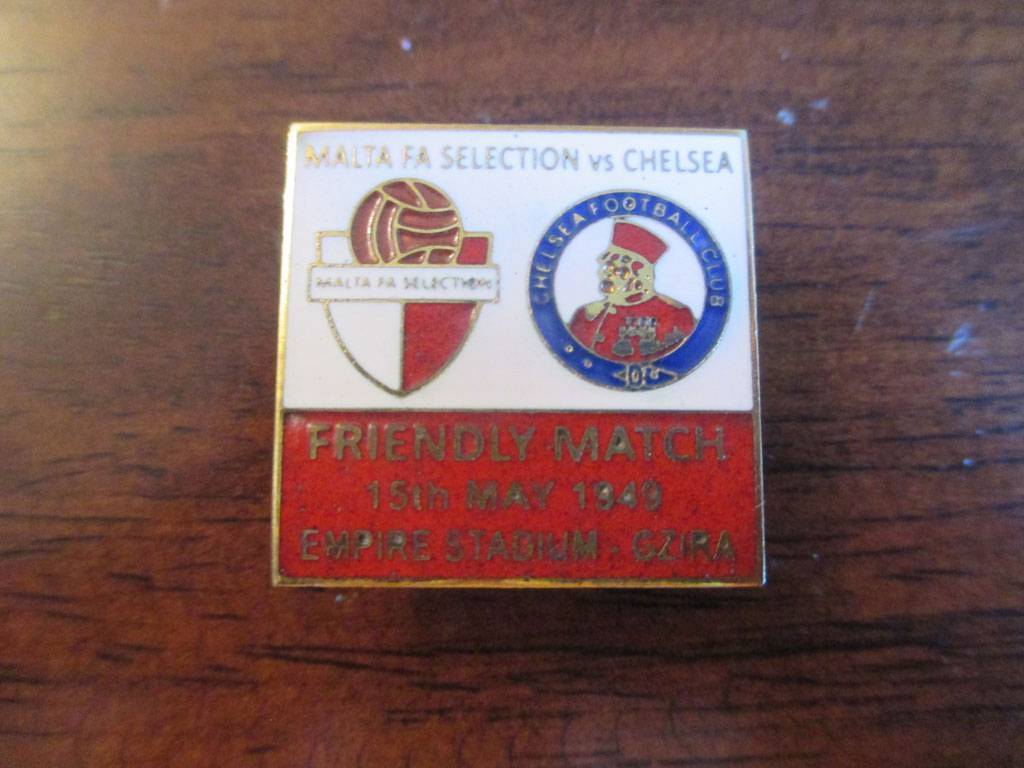 MALTA FA SELECTION vs CHELSEA
MALTA FA SELECTION
CHELSEA FOOTBALL CLUB
FRIENDLY MATCH
15th MAY 1949
EMPIRE STADIUM - GZIRA